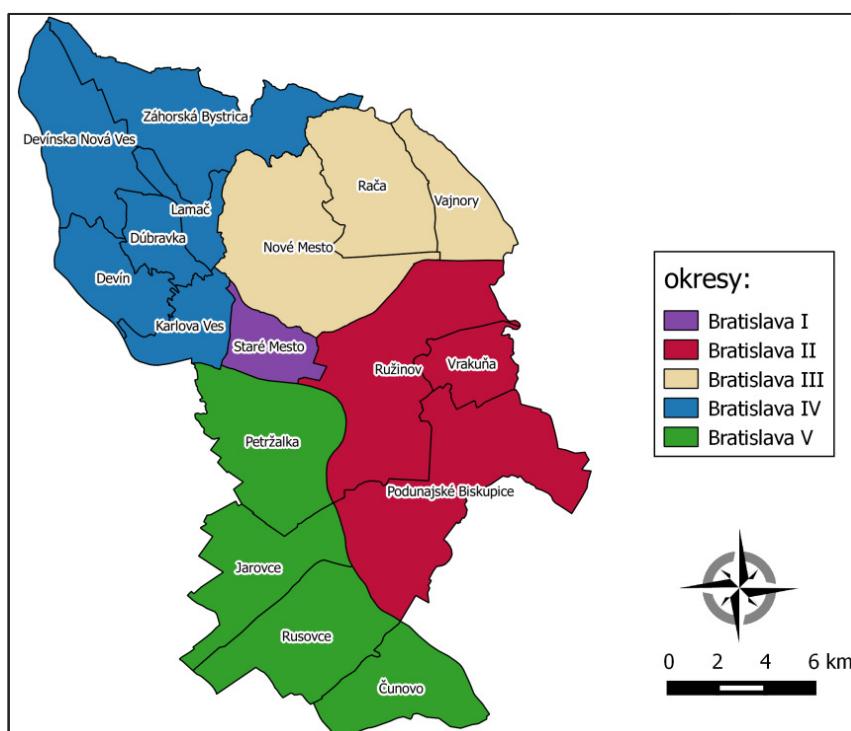 Záhorská Bystrica
Devínska Nová Ves
Rača
Vajnory
Lamač
Dúbravka
Nové Mesto
Devín
Karlova Ves
Staré Mesto
Ružinov
Vrakuňa
Petržalka
Podunajské Biskupice
Jarovce
Rusovce
Čunovo
okresy:
Bratislava I
Bratislava II
Bratislava III
Bratislava IV
Bratislava V
0 2 4 6 km